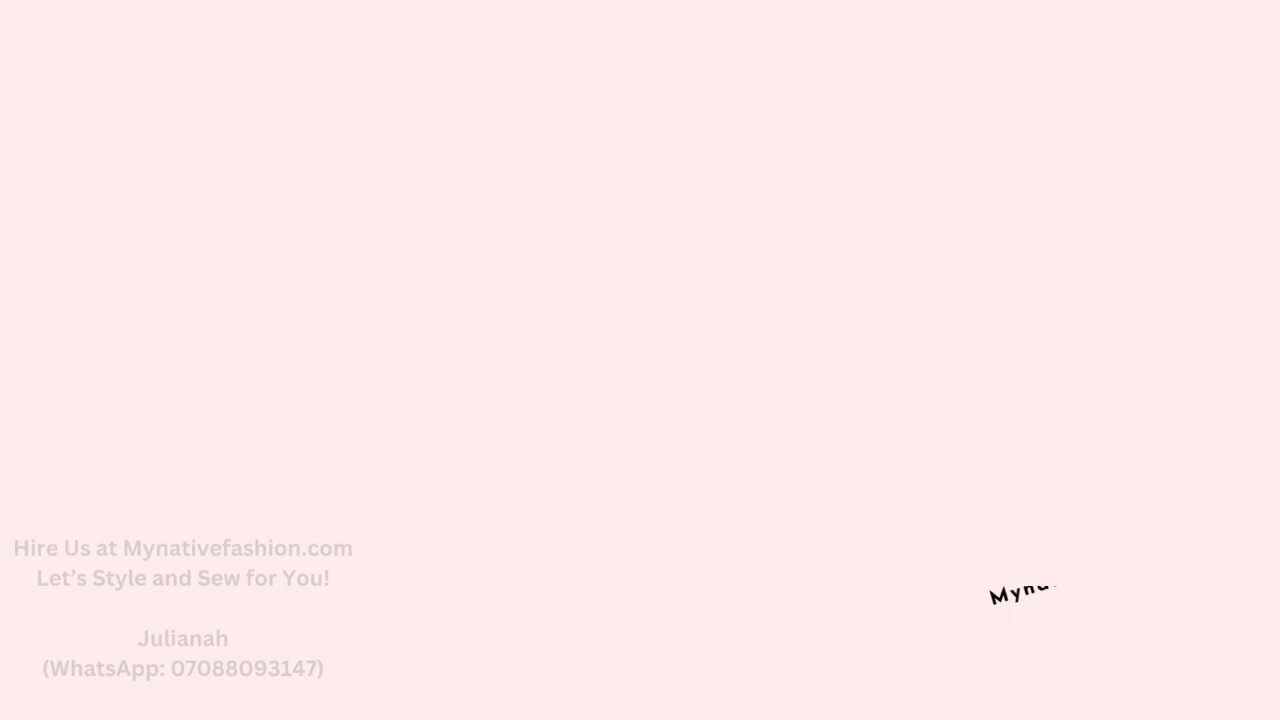 Hire Us at Mynativefashion.com
Let's Style and Sew for You!
Julianah
(WhatsApp: 07088093147)